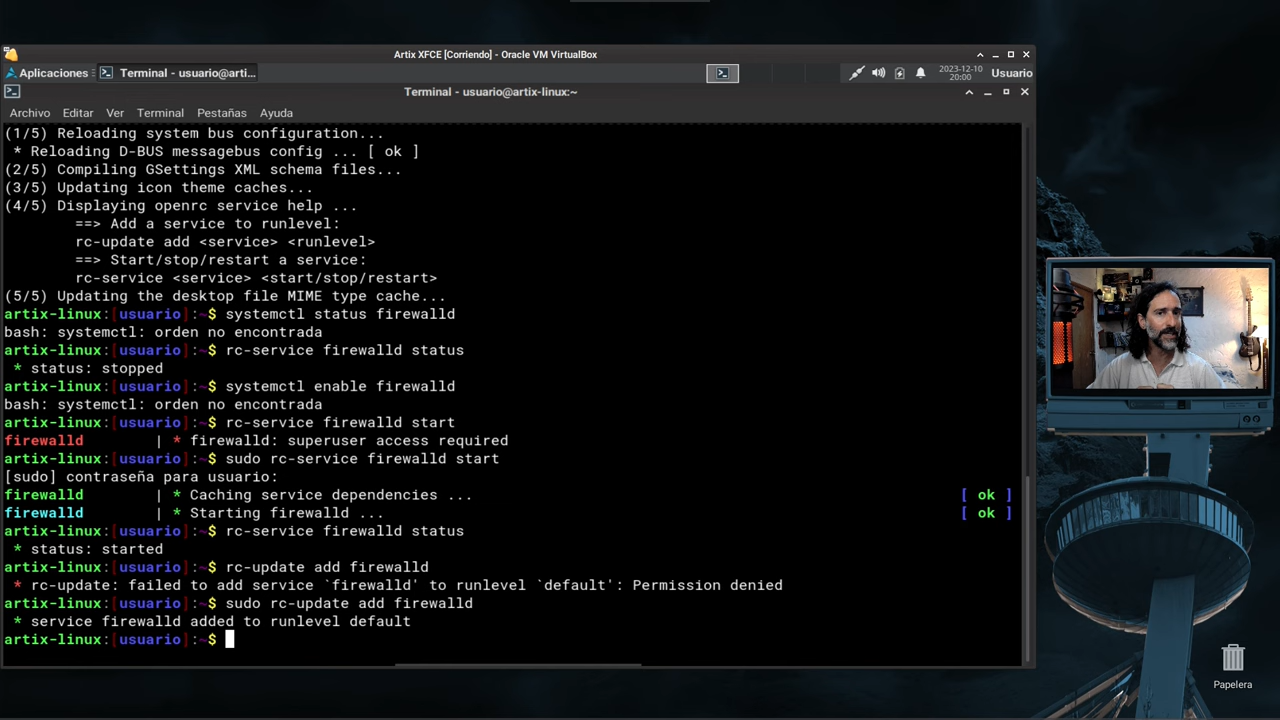 Artix XFCE [Corriendo] - Oracle VM VirtualBox
Aplicaciones Terminal - usuario@arti... 2023-12-10 20:00 Usuario
Terminal - usuario@artix-linux:~
Archivo Editar Ver Terminal Pestañas Ayuda
(1/5) Reloading system bus configuration...
* Reloading D-BUS messagebus config ... [ ok ]
(2/5) Compiling GSettings XML schema files...
(3/5) Updating icon theme caches...
(4/5) Displaying openrc service help ...
==> Add a service to runlevel:
rc-update add <service> <runlevel>
==> Start/stop/restart a service:
rc-service <service> <start/stop/restart>
(5/5) Updating the desktop file MIME type cache...
artix-linux:[usuario]:~$ systemctl status firewalld
bash: systemctl: orden no encontrada
artix-linux:[usuario]:~$ rc-service firewalld status
* status: stopped
artix-linux:[usuario]:~$ systemctl enable firewalld
bash: systemctl: orden no encontrada
artix-linux:[usuario]:~$ rc-service firewalld start
firewalld | * firewalld: superuser access required
artix-linux:[usuario]:~$ sudo rc-service firewalld start
[sudo] contraseña para usuario:
firewalld | * Caching service dependencies ... [ ok ]
firewalld | * Starting firewalld ... [ ok ]
artix-linux:[usuario]:~$ rc-service firewalld status
* status: started
artix-linux:[usuario]:~$ rc-update add firewalld
* rc-update: failed to add service `firewalld' to runlevel `default': Permission denied
artix-linux:[usuario]:~$ sudo rc-update add firewalld
* service firewalld added to runlevel default
artix-linux:[usuario]:~$
Papelera